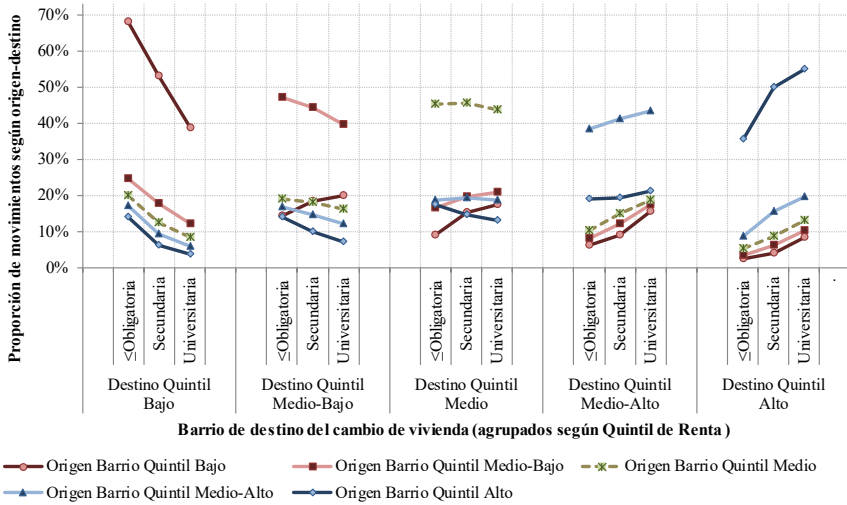 Proporción de movimientos según origen-destino
70%
60%
50%
40%
30%
20%
10%
0%
≤Obligatoria
Secundaria
Universitaria
≤Obligatoria
Secundaria
Universitaria
≤Obligatoria
Secundaria
Universitaria
≤Obligatoria
Secundaria
Universitaria
≤Obligatoria
Secundaria
Universitaria
.
Destino Quintil
Bajo
Destino Quintil
Medio-Bajo
Destino Quintil
Medio
Destino Quintil
Medio-Alto
Destino Quintil
Alto
Barrio de destino del cambio de vivienda (agrupados según Quintil de Renta )
Origen Barrio Quintil Bajo
Origen Barrio Quintil Medio-Bajo
Origen Barrio Quintil Medio
Origen Barrio Quintil Medio-Alto
Origen Barrio Quintil Alto